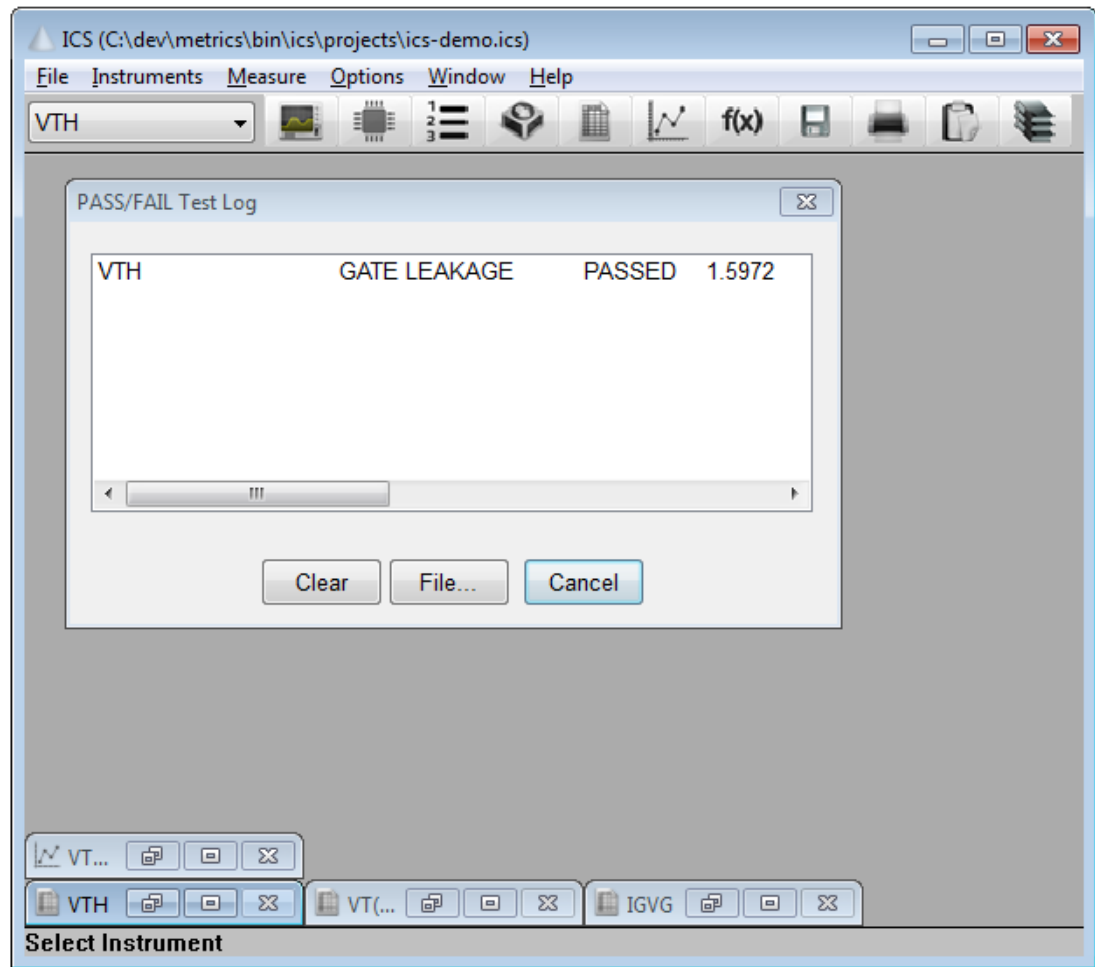 ICS (C:\dev\metrics\bin\ics\projects\ics-demo.ics)
File Instruments Measure Options Window Help
VTH f(x)
PASS/FAIL Test Log
VTH GATE LEAKAGE PASSED 1.5972
Clear File... Cancel
VT...
VTH VT(... IGVG
Select Instrument